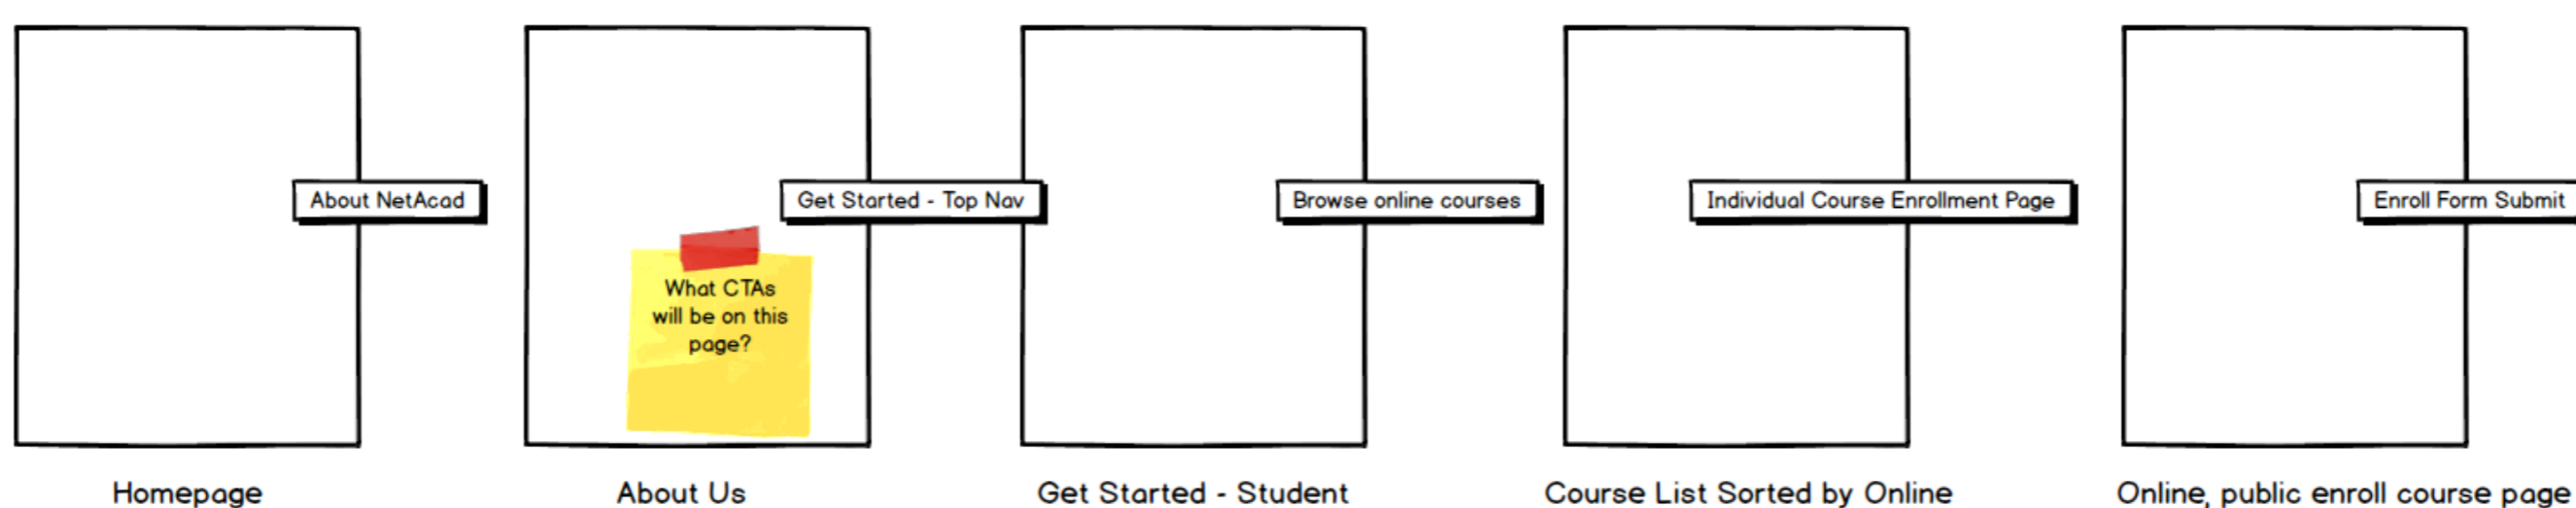 About NetAcad
Get Started - Top Nav
Browse online courses
Individual Course Enrollment Page
Enroll Form Submit
What CTAs
will be on this
page?
Homepage
About Us
Get Started - Student
Course List Sorted by Online
Online, public enroll course page